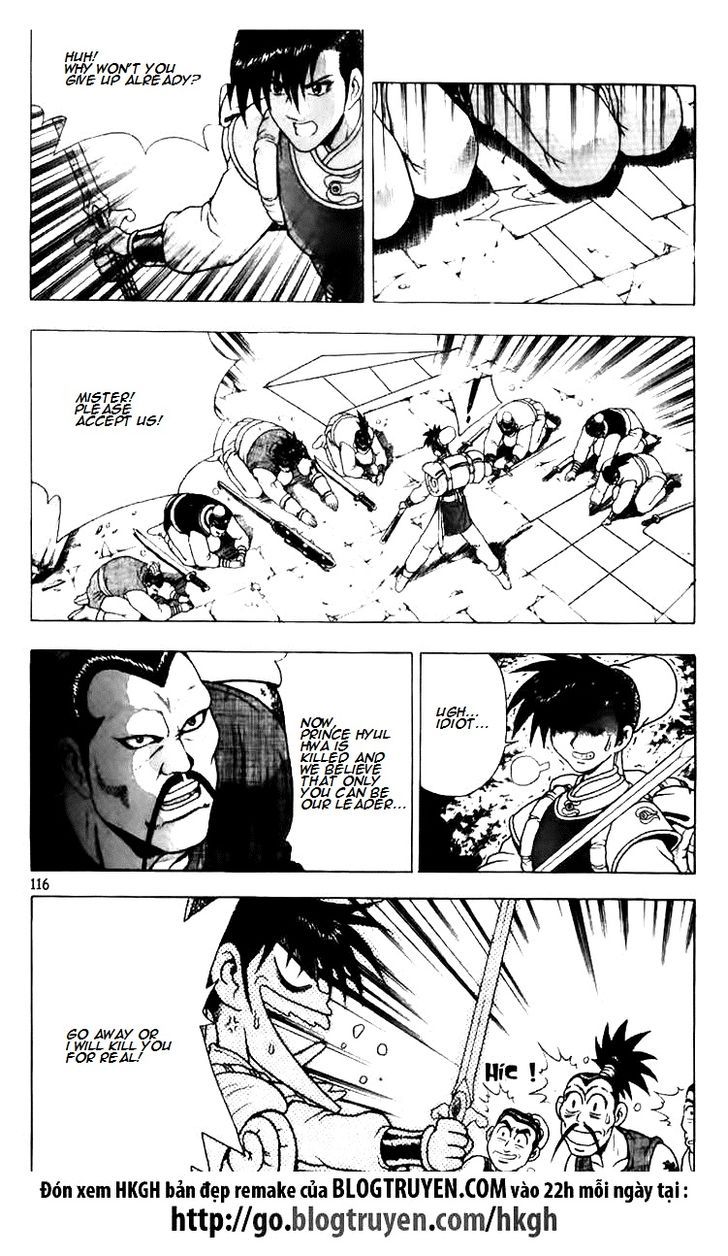 HUH!
WHY WON'T YOU
GIVE UP ALREADY?
MISTER!
PLEASE
ACCEPT US!
NOW,
PRINCE HYUL
HWA IS
KILLED AND
WE BELIEVE
THAT ONLY
YOU CAN BE
OUR LEADER...
UGH...
IDIOT...
116
GO AWAY OR
I WILL KILL YOU
FOR REAL!
Híc !
Đón xem HKGH bản đẹp remake của BLOGTRUYEN.COM vào 22h mỗi ngày tại :
http://go.blogtruyen.com/hkgh